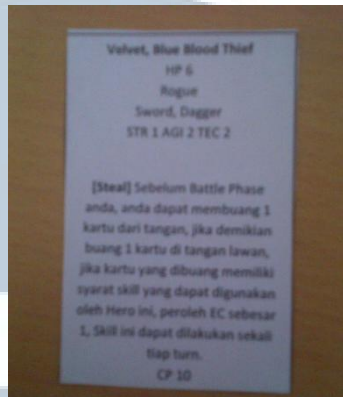 Velvet, Blue Blood Thief
HP 6
Rogue
Sword, Dagger
STR 1 AGI 2 TEC 2
[Steal] Sebelum Battle Phase
anda, anda dapat membuang 1
kartu dari tangan, jika demikian
buang 1 kartu di tangan lawan,
jika kartu yang dibuang memiliki
syarat skill yang dapat digunakan
oleh Hero ini, peroleh EC sebesar
1, Skill ini dapat dilakukan sekali
tiap turn.
CP 10